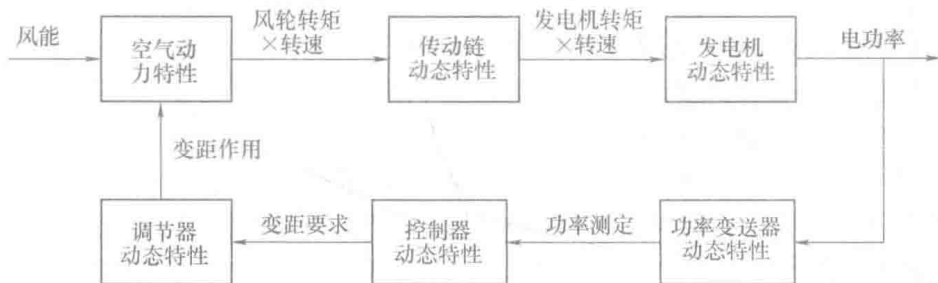 风能
空气动
力特性
风轮转矩
×转速
传动链
动态特性
发电机转矩
×转速
发电机
动态特性
电功率
变距作用
调节器
动态特性
变距要求
控制器
动态特性
功率测定
功率变送器
动态特性